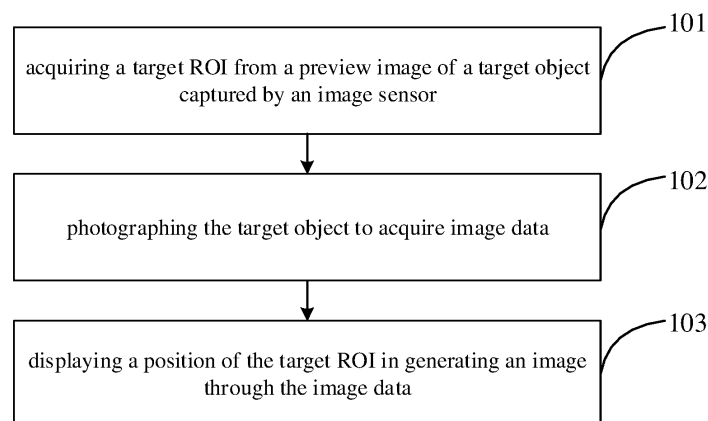 101
acquiring a target ROI from a preview image of a target object
captured by an image sensor
102
photographing the target object to acquire image data
103
displaying a position of the target ROI in generating an image
through the image data